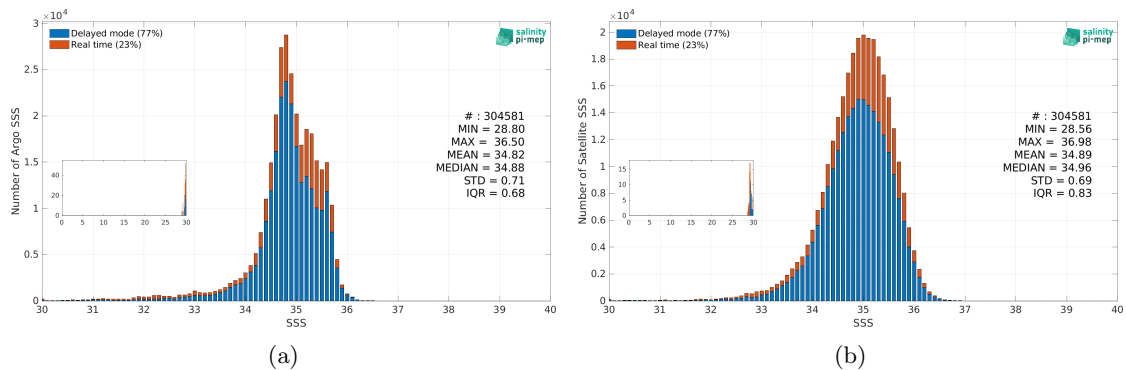 ×10⁴
3
2.5
2
1.5
1
0.5
0
Number of Argo SSS
Delayed mode (77%)
Real time (23%)
salinity
pi-mep
# : 304581
MIN = 28.80
MAX = 36.50
MEAN = 34.82
MEDIAN = 34.88
STD = 0.71
IQR = 0.68
40
20
0
0 5 10 15 20 25 30
30 31 32 33 34 35 36 37 38 39 40
SSS
(a)
×10⁴
2
1.8
1.6
1.4
1.2
1
0.8
0.6
0.4
0.2
0
Number of Satellite SSS
Delayed mode (77%)
Real time (23%)
salinity
pi-mep
# : 304581
MIN = 28.56
MAX = 36.98
MEAN = 34.89
MEDIAN = 34.96
STD = 0.69
IQR = 0.83
15
10
5
0
0 5 10 15 20 25 30
30 31 32 33 34 35 36 37 38 39 40
SSS
(b)